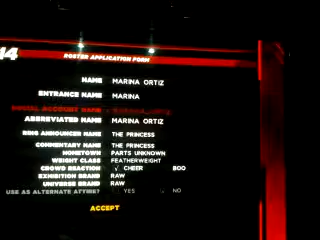 14
ROSTER APPLICATION FORM
NAME MARINA ORTIZ
ENTRANCE NAME MARINA
ABBREVIATED NAME MARINA ORTIZ
RING ANNOUNCER NAME THE PRINCESS
COMMENTARY NAME THE PRINCESS
HOMETOWN PARTS UNKNOWN
WEIGHT CLASS FEATHERWEIGHT
CROWD REACTION CHEER BOO
EXHIBITION BRAND RAW
UNIVERSE BRAND RAW
USE AS ALTERNATE ATTIRE? YES NO
ACCEPT